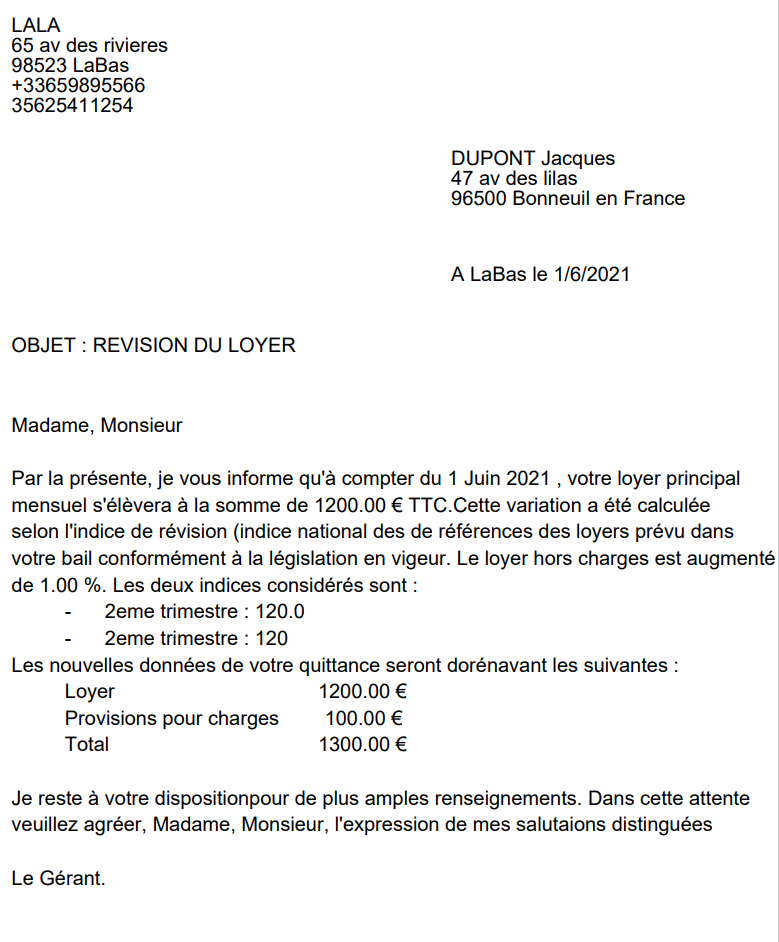 LALA
65 av des rivieres
98523 LaBas
+33659895566
35625411254
DUPONT Jacques
47 av des lilas
96500 Bonneuil en France
A LaBas le 1/6/2021
OBJET : REVISION DU LOYER
Madame, Monsieur
Par la présente, je vous informe qu'à compter du 1 Juin 2021 , votre loyer principal
mensuel s'élèvera à la somme de 1200.00 € TTC.Cette variation a été calculée
selon l'indice de révision (indice national des de références des loyers prévu dans
votre bail conformément à la législation en vigeur. Le loyer hors charges est augmenté
de 1.00 %. Les deux indices considérés sont :
- 2eme trimestre : 120.0
- 2eme trimestre : 120
Les nouvelles données de votre quittance seront dorénavant les suivantes :
Loyer 1200.00 €
Provisions pour charges 100.00 €
Total 1300.00 €
Je reste à votre dispositionpour de plus amples renseignements. Dans cette attente
veuillez agréer, Madame, Monsieur, l'expression de mes salutaions distinguées
Le Gérant.